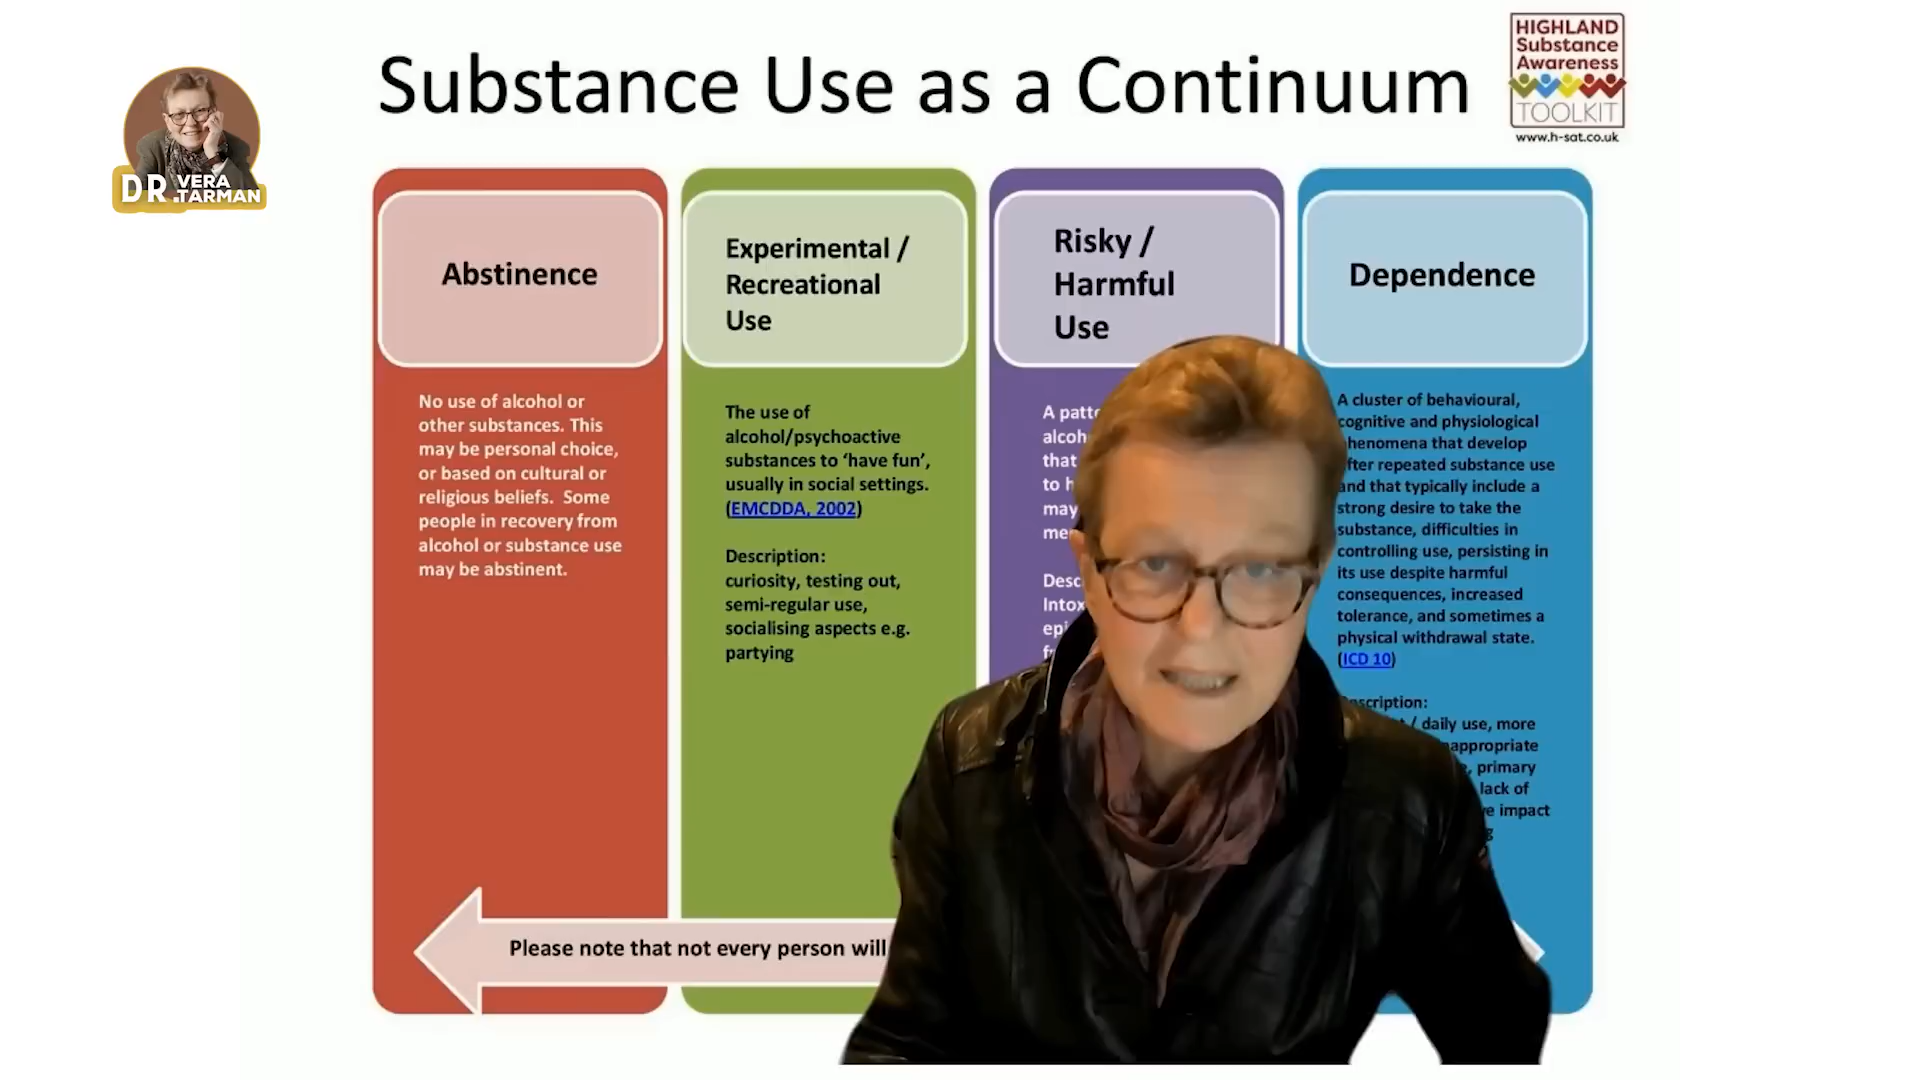 Substance Use as a Continuum
HIGHLAND
Substance
Awareness
TOOLKIT
www.h-sat.co.uk
DR. VERA
TARMAN
Abstinence
No use of alcohol or
other substances. This
may be personal choice,
or based on cultural or
religious beliefs. Some
people in recovery from
alcohol or substance use
may be abstinent.
Experimental /
Recreational
Use
The use of
alcohol/psychoactive
substances to ‘have fun’,
usually in social settings.
(EMCDDA, 2002)
Description:
curiosity, testing out,
semi-regular use,
socialising aspects e.g.
partying
Risky /
Harmful
Use
A
that
to
may
Dependence
A cluster of behavioural,
cognitive and physiological
phenomena that develop
after repeated substance use
and that typically include a
strong desire to take the
substance, difficulties in
controlling use, persisting in
its use despite harmful
consequences, increased
tolerance, and sometimes a
physical withdrawal state.
(ICD 10)
Description:
/ daily use, more
inappropriate
primary
lack of
impact
Please note that not every person will